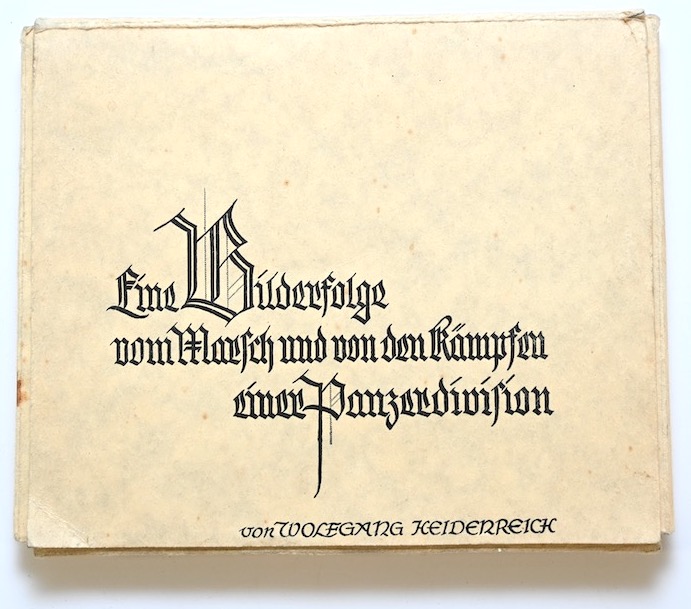 Eine Bilderfolge
vom Marsch und von den Kämpfen
einer Panzerdivision
von WOLFGANG HEIDENREICH